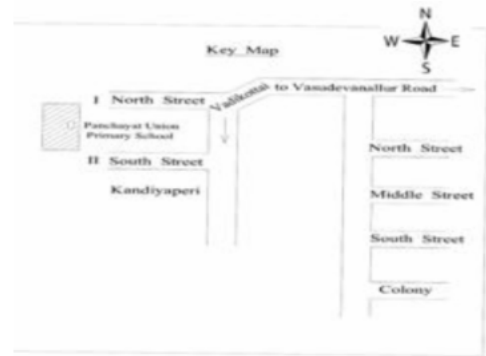 N
W E
S
Key Map
I North Street
Vadikottai to Vasudevanallur Road
Panchayat Union
Primary School
II South Street
Kandiyaperi
North Street
Middle Street
South Street
Colony